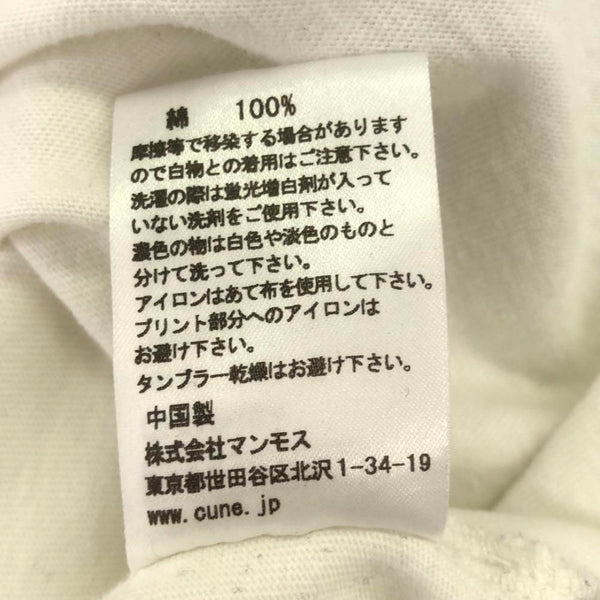 綿 100%
摩擦等で移染する場合があります
ので白物との着用はご注意下さい。
洗濯の際は蛍光増白剤が入って
いない洗剤をご使用下さい。
濃色の物は白色や淡色のものと
分けて洗って下さい。
アイロンはあて布を使用して下さい。
プリント部分へのアイロンは
お避け下さい。
タンブラー乾燥はお避け下さい。
中国製
株式会社マンモス
東京都世田谷区北沢1-34-19
www.cune.jp